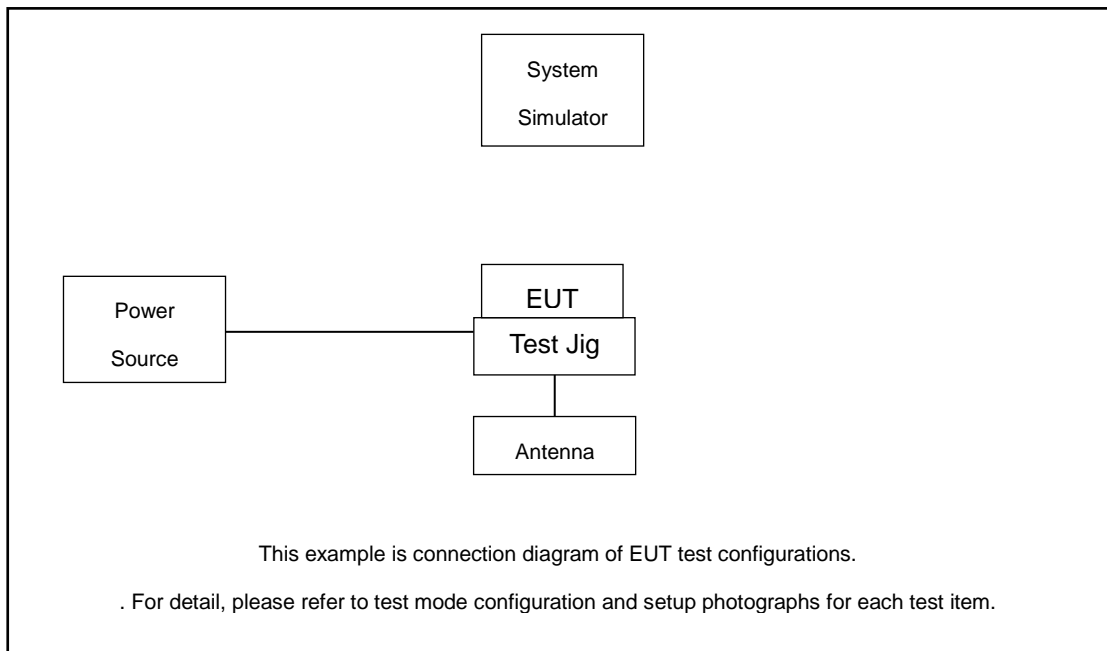 System
Simulator
Power
Source
EUT
Test Jig
Antenna
This example is connection diagram of EUT test configurations.
. For detail, please refer to test mode configuration and setup photographs for each test item.